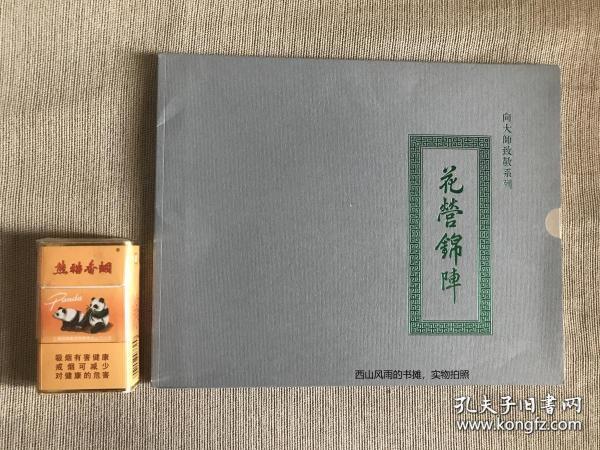 向大師致敬系列
花營錦陣
熊猫香烟
Panda
吸烟有害健康
戒烟可减少
对健康的危害
西山风雨的书摊，实物拍照
孔夫子旧书网
www.kongfz.com